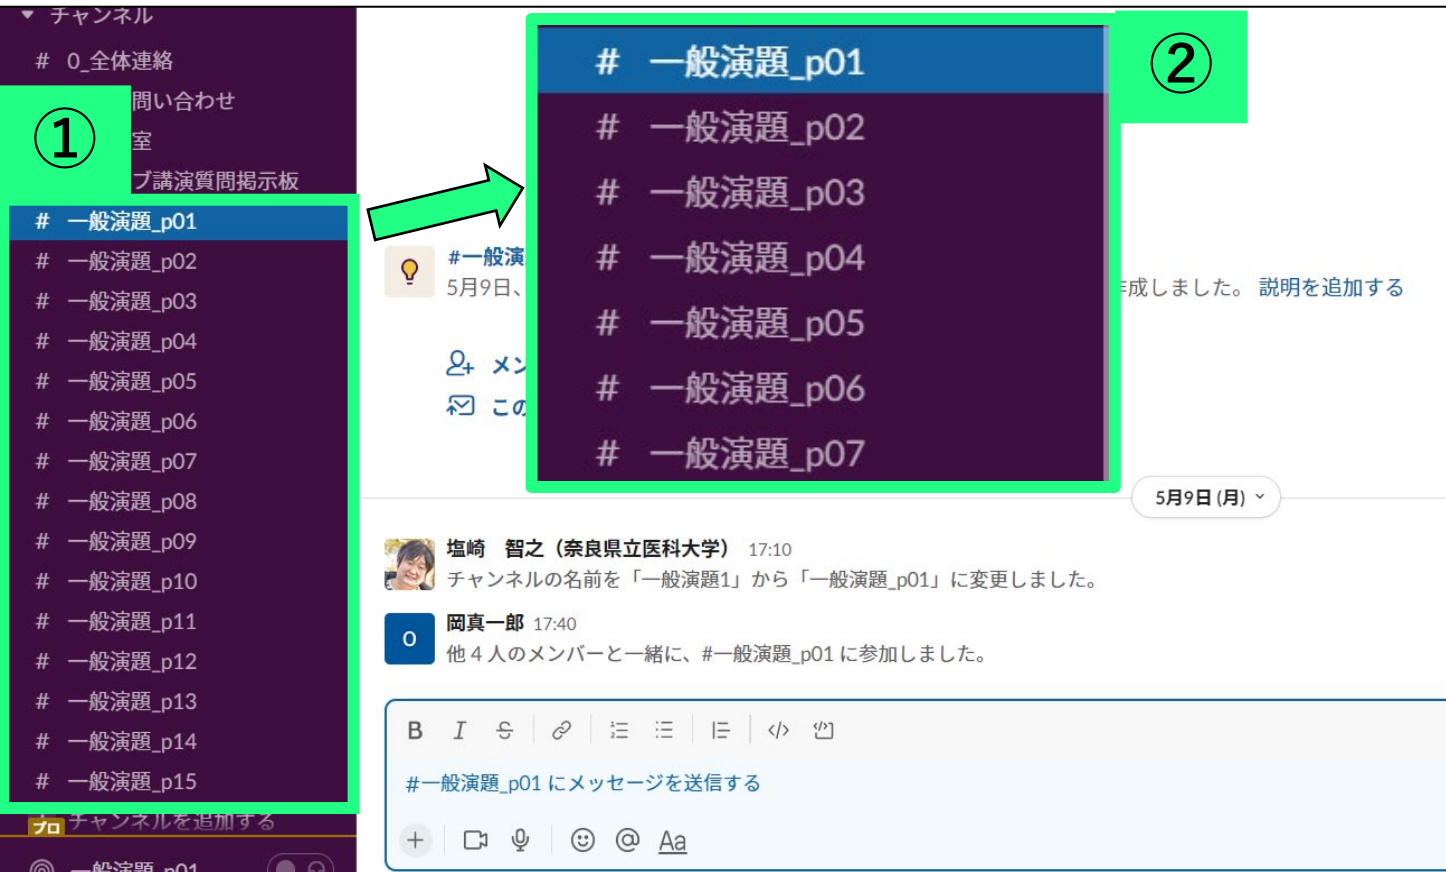 チャンネル
# 0_全体連絡
問い合わせ
室
ブ講演質問掲示板
①
# 一般演題_p01
# 一般演題_p02
# 一般演題_p03
# 一般演題_p04
# 一般演題_p05
# 一般演題_p06
# 一般演題_p07
# 一般演題_p08
# 一般演題_p09
# 一般演題_p10
# 一般演題_p11
# 一般演題_p12
# 一般演題_p13
# 一般演題_p14
# 一般演題_p15
チャンネルを追加する
プロ
一般演題_p01
②
# 一般演題_p01
# 一般演題_p02
# 一般演題_p03
# 一般演題_p04
# 一般演題_p05
# 一般演題_p06
# 一般演題_p07
#一般演
5月9日、
成しました。 説明を追加する
メン
この
5月9日 (月)
塩崎 智之（奈良県立医科大学） 17:10
チャンネルの名前を「一般演題1」から「一般演題_p01」に変更しました。
O
岡真一郎 17:40
他 4 人のメンバーと一緒に、#一般演題_p01 に参加しました。
B I S
#一般演題_p01 にメッセージを送信する
+ @ Aa